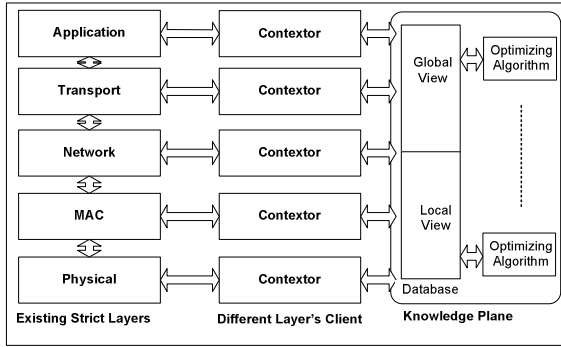 Application
Contextor
Global
View
Optimizing
Algorithm
Transport
Contextor
Network
Contextor
MAC
Contextor
Local
View
Optimizing
Algorithm
Physical
Contextor
Database
Existing Strict Layers
Different Layer's Client
Knowledge Plane